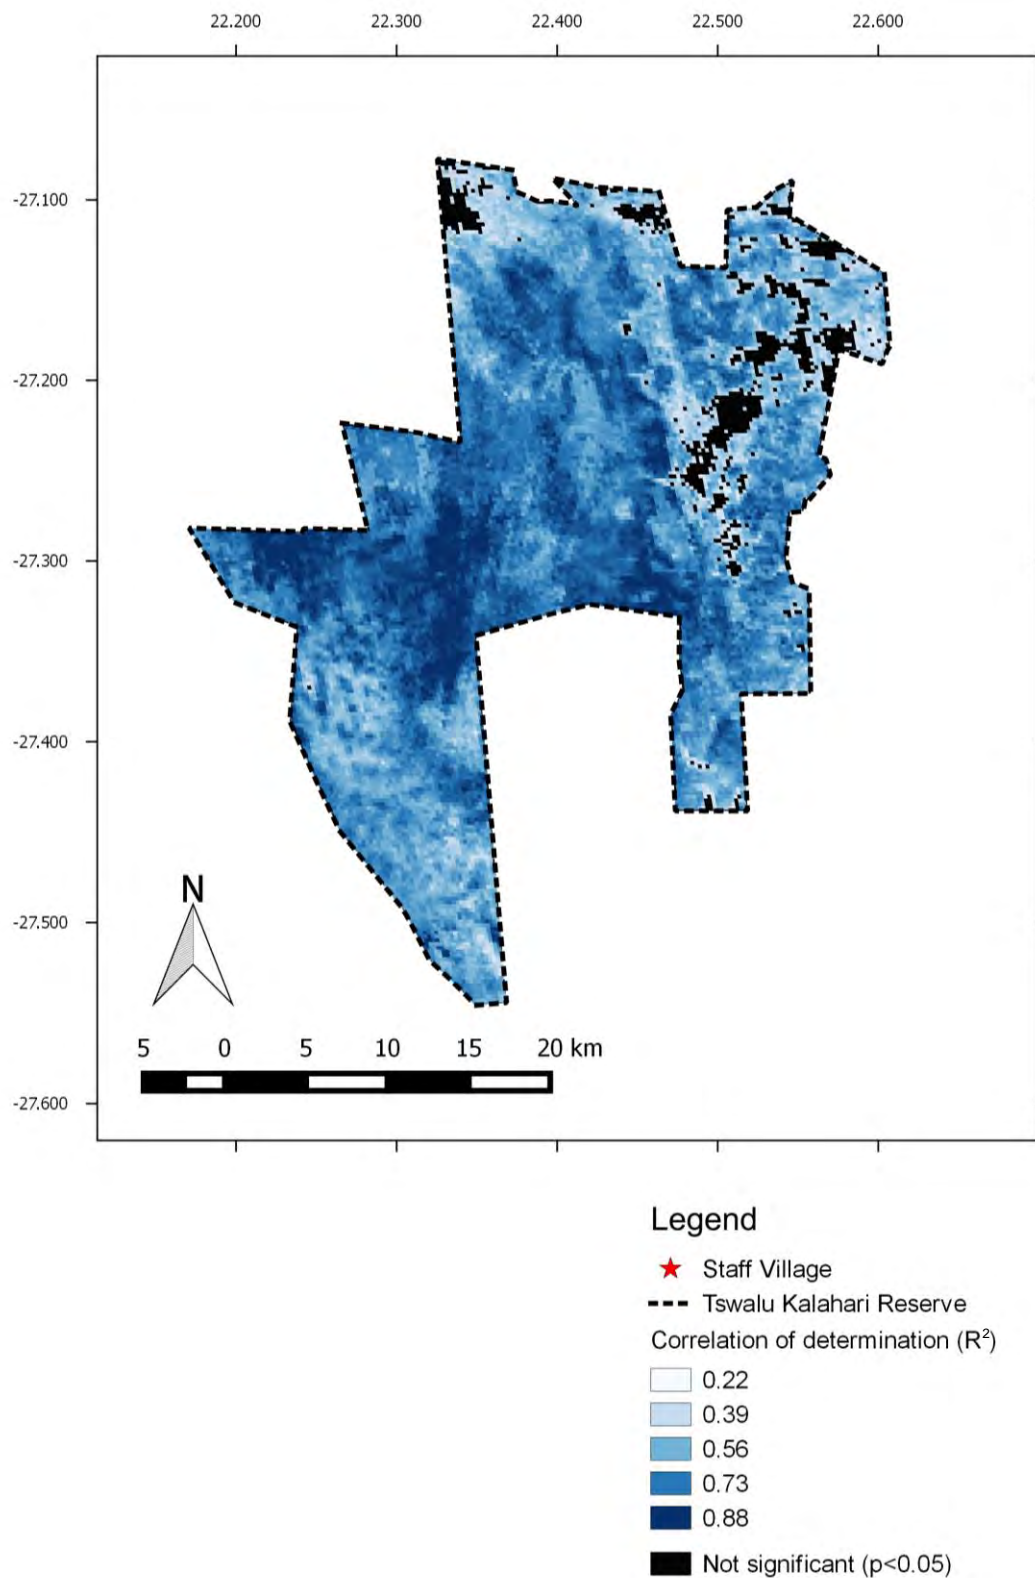 22.200 22.300 22.400 22.500 22.600
-27.100
-27.200
-27.300
-27.400
-27.500
-27.600
N
5 0 5 10 15 20 km
Legend
Staff Village
Tswalu Kalahari Reserve
Correlation of determination (R²)
0.22
0.39
0.56
0.73
0.88
Not significant (p<0.05)